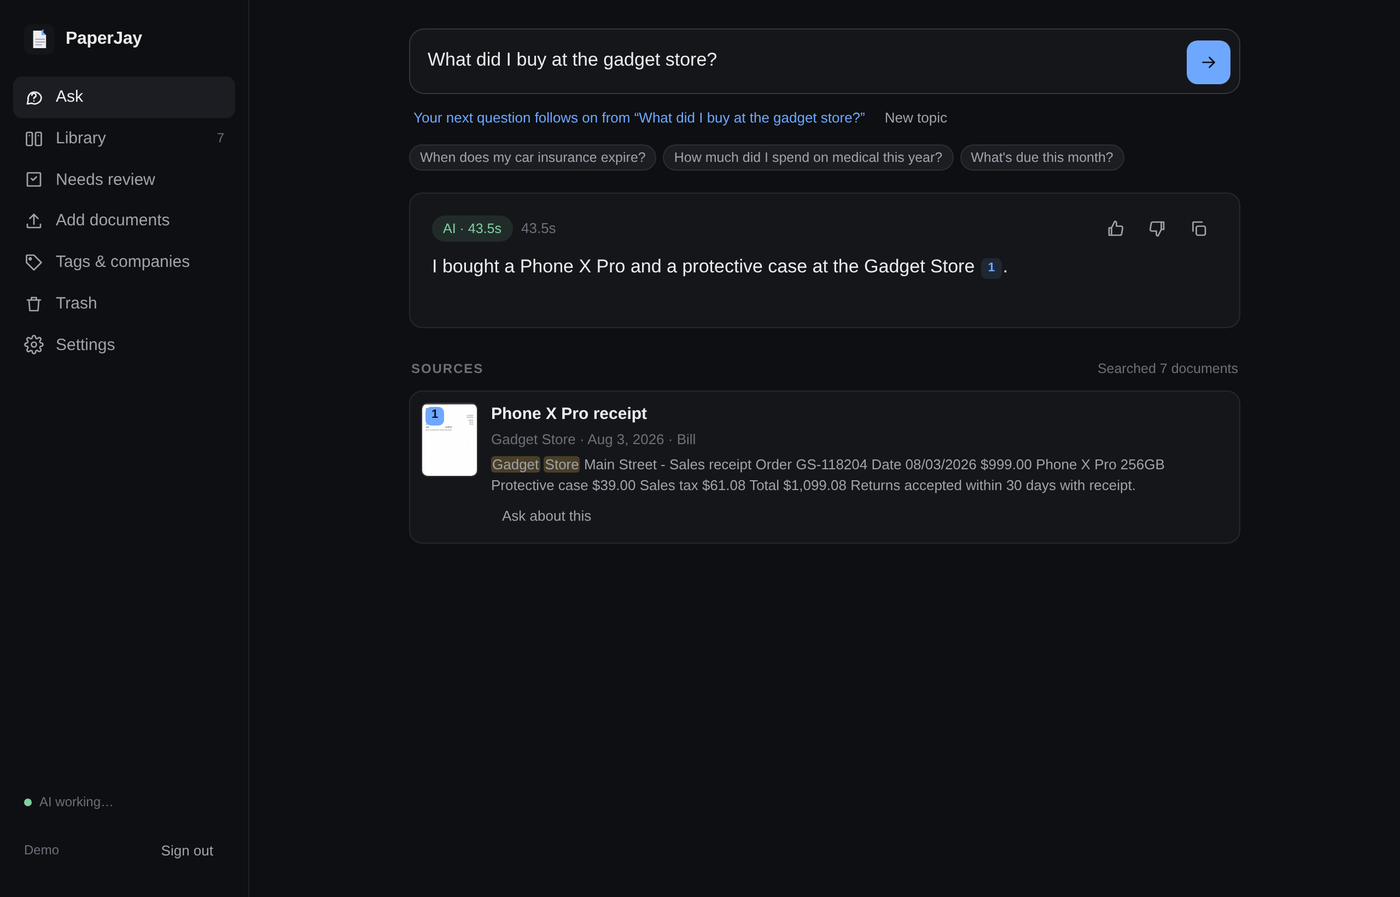 PaperJay
Ask
Library 7
Needs review
Add documents
Tags & companies
Trash
Settings
AI working…
Demo Sign out
What did I buy at the gadget store?
Your next question follows on from “What did I buy at the gadget store?” New topic
When does my car insurance expire? How much did I spend on medical this year? What's due this month?
AI · 43.5s 43.5s
I bought a Phone X Pro and a protective case at the Gadget Store 1.
SOURCES Searched 7 documents
1
Phone X Pro receipt
Gadget Store · Aug 3, 2026 · Bill
Gadget Store Main Street - Sales receipt Order GS-118204 Date 08/03/2026 $999.00 Phone X Pro 256GB
Protective case $39.00 Sales tax $61.08 Total $1,099.08 Returns accepted within 30 days with receipt.
Ask about this